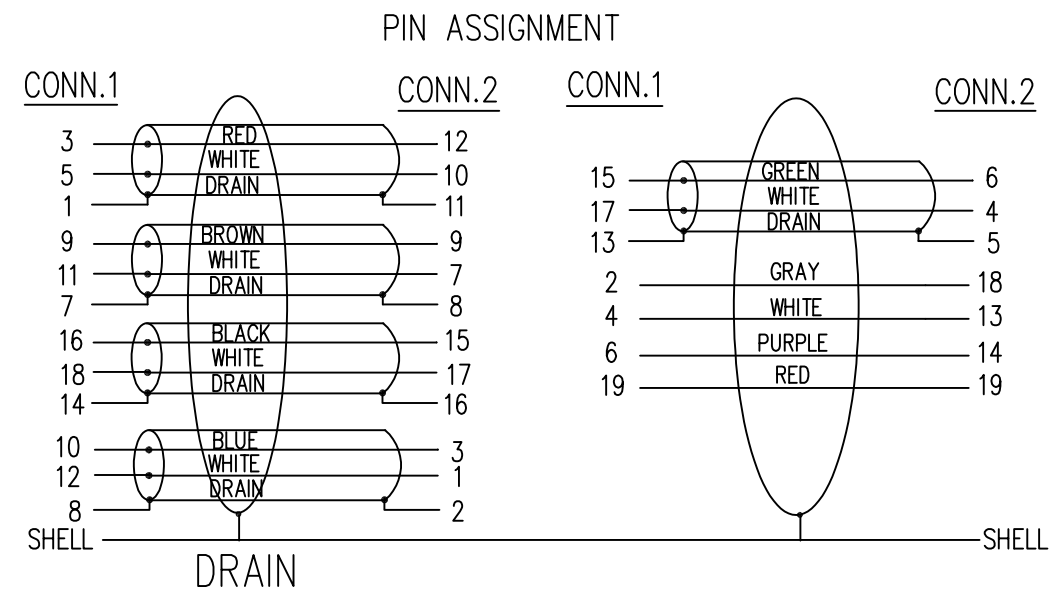 PIN ASSIGNMENT
CONN.1 CONN.2
3 RED 12
5 WHITE 10
1 DRAIN 11
9 BROWN 9
11 WHITE 7
7 DRAIN 8
16 BLACK 15
18 WHITE 17
14 DRAIN 16
10 BLUE 3
12 WHITE 1
8 DRAIN 2
CONN.1 CONN.2
15 GREEN 6
17 WHITE 4
13 DRAIN 5
2 GRAY 18
4 WHITE 13
6 PURPLE 14
19 RED 19
SHELL SHELL
DRAIN